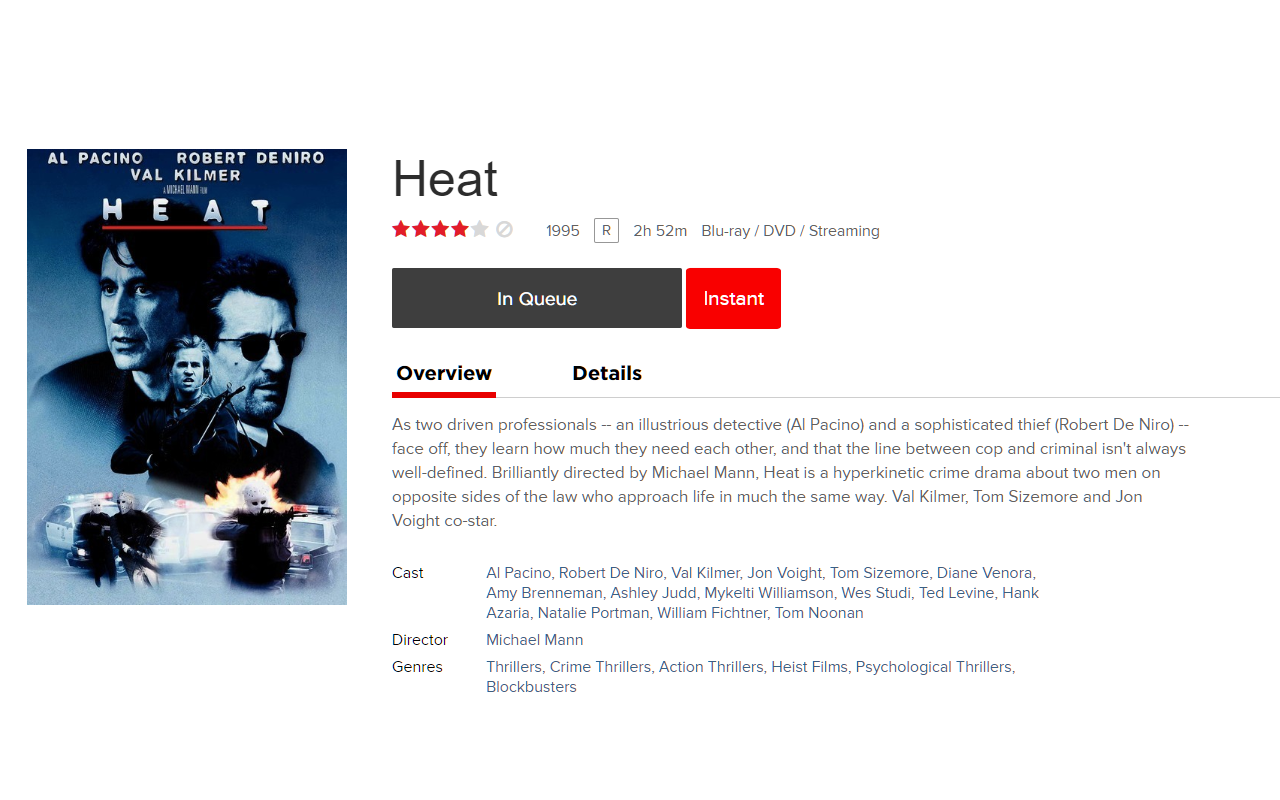 AL PACINO ROBERT DE NIRO
VAL KILMER
A MICHAEL MANN FILM
HEAT
Heat
1995 R 2h 52m Blu-ray / DVD / Streaming
In Queue Instant
Overview Details
As two driven professionals -- an illustrious detective (Al Pacino) and a sophisticated thief (Robert De Niro) --
face off, they learn how much they need each other, and that the line between cop and criminal isn't always
well-defined. Brilliantly directed by Michael Mann, Heat is a hyperkinetic crime drama about two men on
opposite sides of the law who approach life in much the same way. Val Kilmer, Tom Sizemore and Jon
Voight co-star.
Cast Al Pacino, Robert De Niro, Val Kilmer, Jon Voight, Tom Sizemore, Diane Venora,
Amy Brenneman, Ashley Judd, Mykelti Williamson, Wes Studi, Ted Levine, Hank
Azaria, Natalie Portman, William Fichtner, Tom Noonan
Director Michael Mann
Genres Thrillers, Crime Thrillers, Action Thrillers, Heist Films, Psychological Thrillers,
Blockbusters